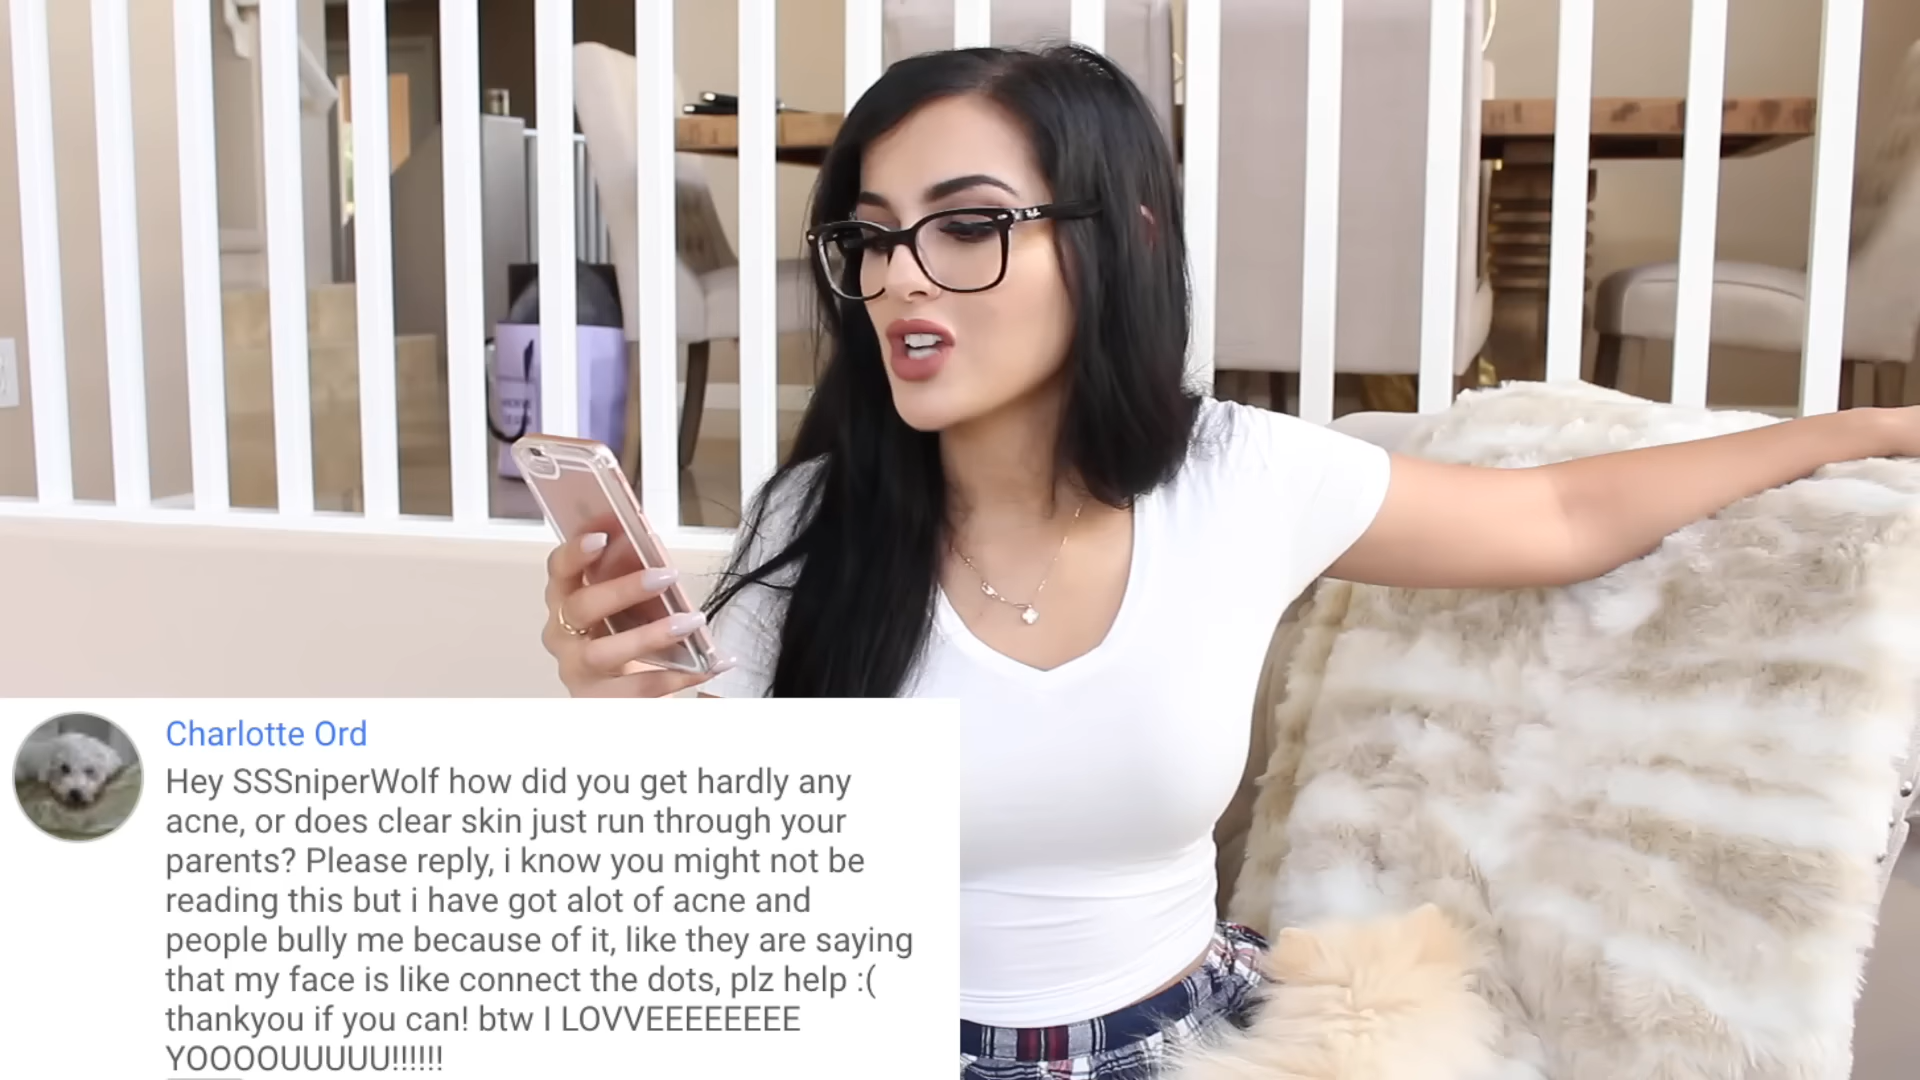 Charlotte Ord
Hey SSSniperWolf how did you get hardly any
acne, or does clear skin just run through your
parents? Please reply, i know you might not be
reading this but i have got alot of acne and
people bully me because of it, like they are saying
that my face is like connect the dots, plz help :(
thankyou if you can! btw I LOVVEEEEEEEE
YOOOOUUUUU!!!!!!